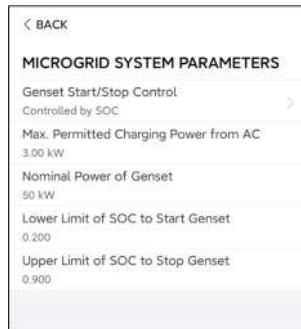 < BACK
MICROGRID SYSTEM PARAMETERS
Genset Start/Stop Control
Controlled by SOC
Max. Permitted Charging Power from AC
3.00 kW
Nominal Power of Genset
50 kW
Lower Limit of SOC to Start Genset
0.200
Upper Limit of SOC to Stop Genset
0.900